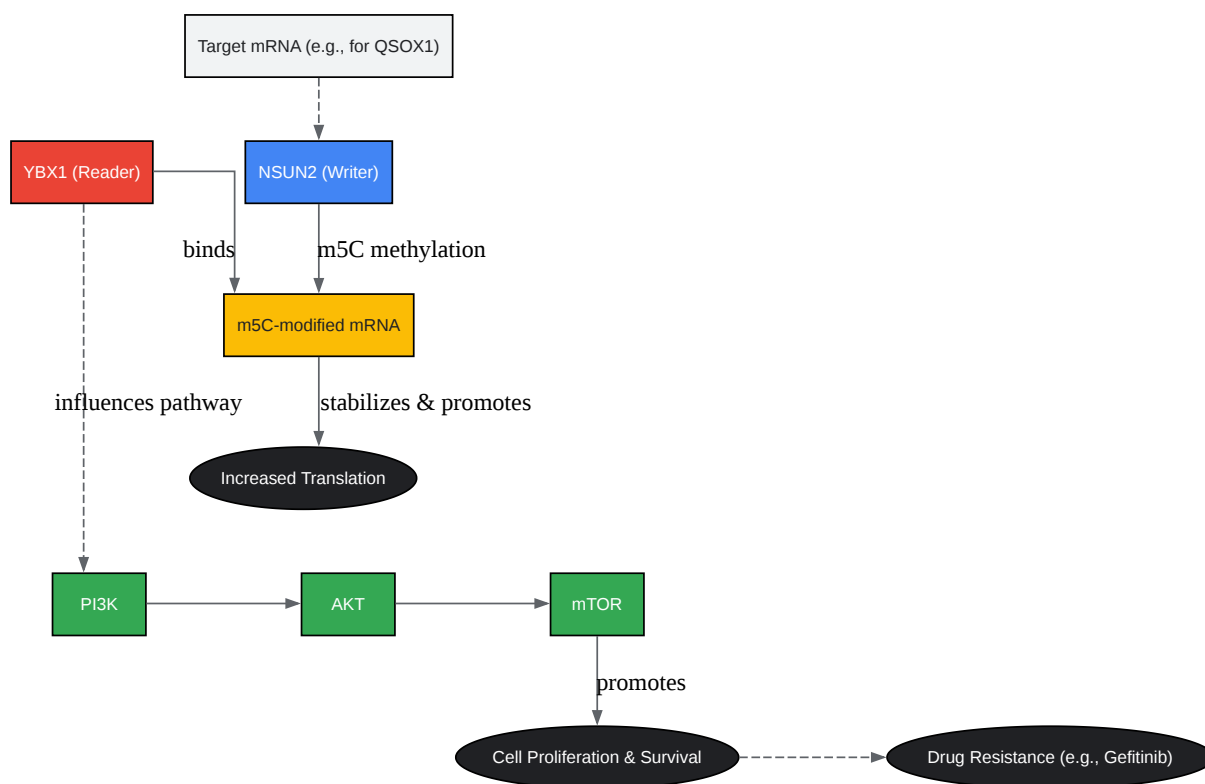 Target mRNA (e.g., for QSOX1)
YBX1 (Reader)
NSUN2 (Writer)
binds
m5C methylation
m5C-modified mRNA
influences pathway
stabilizes & promotes
Increased Translation
PI3K
AKT
mTOR
promotes
Cell Proliferation & Survival
Drug Resistance (e.g., Gefitinib)